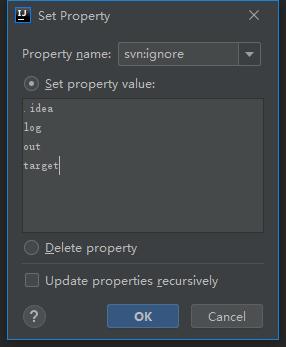 IJ Set Property
Property name: svn:ignore
Set property value:
.idea
log
out
target
Delete property
Update properties recursively
? OK Cancel